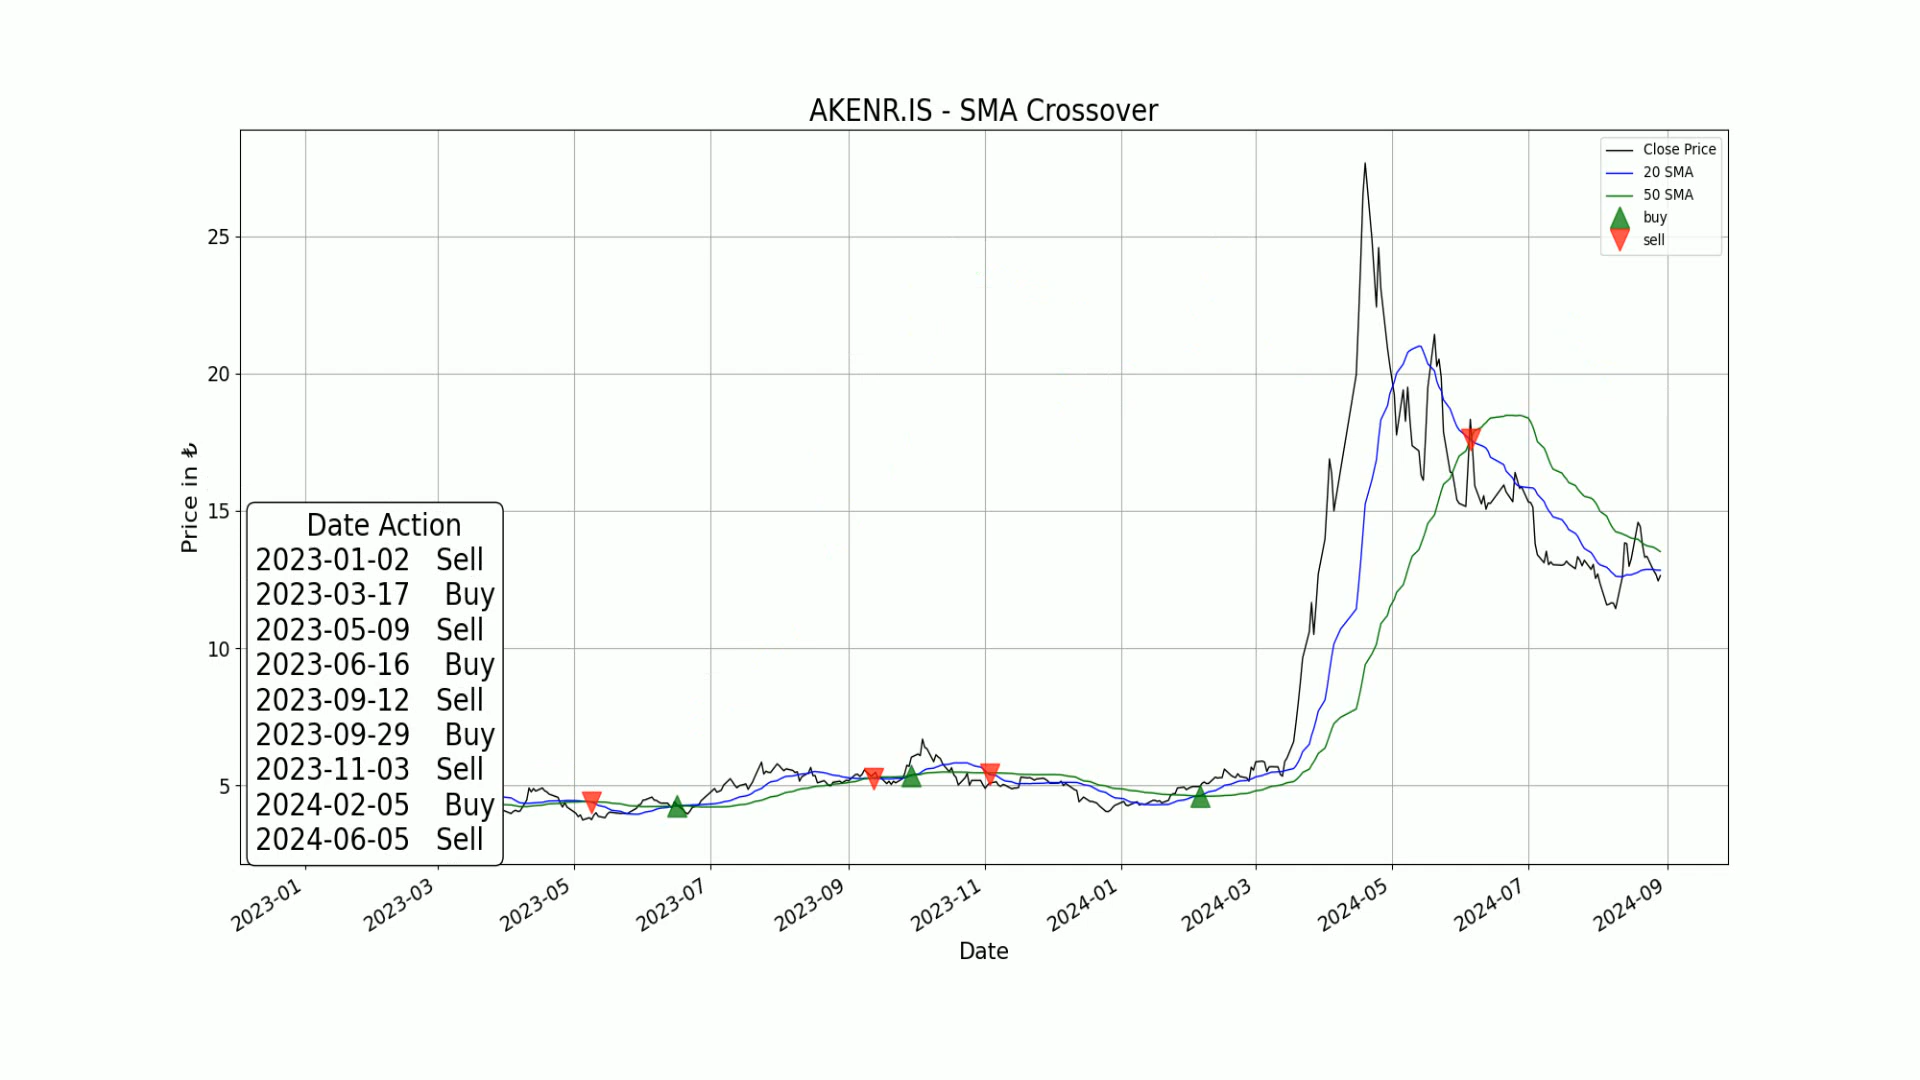 AKENR.IS - SMA Crossover
Close Price
20 SMA
50 SMA
buy
sell
25
20
15
10
5
Price in ₺
Date Action
2023-01-02 Sell
2023-03-17 Buy
2023-05-09 Sell
2023-06-16 Buy
2023-09-12 Sell
2023-09-29 Buy
2023-11-03 Sell
2024-02-05 Buy
2024-06-05 Sell
2023-01
2023-03
2023-05
2023-07
2023-09
2023-11
2024-01
2024-03
2024-05
2024-07
2024-09
Date